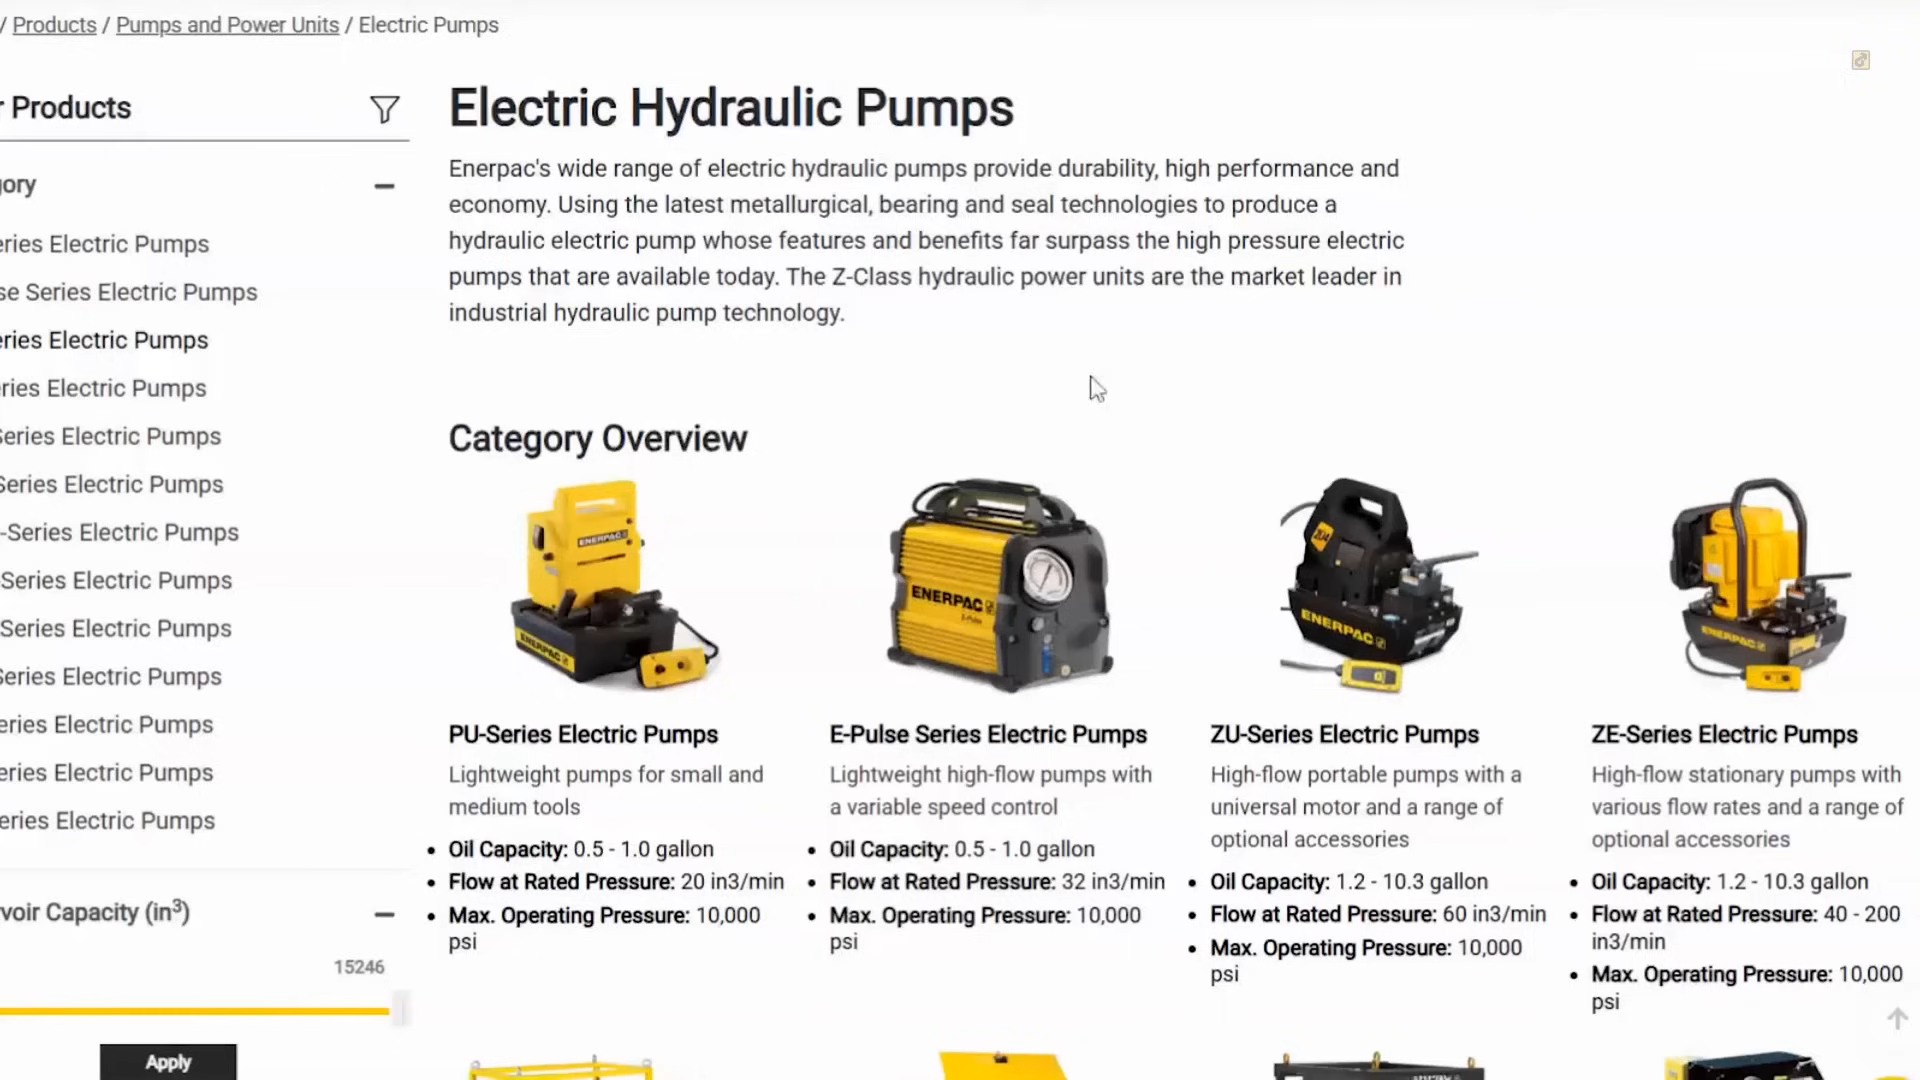 / Products / Pumps and Power Units / Electric Pumps
r Products
gory
eries Electric Pumps
se Series Electric Pumps
eries Electric Pumps
ries Electric Pumps
Series Electric Pumps
Series Electric Pumps
-Series Electric Pumps
Series Electric Pumps
Series Electric Pumps
Series Electric Pumps
eries Electric Pumps
eries Electric Pumps
eries Electric Pumps
voir Capacity (in³)
15246
Apply
Electric Hydraulic Pumps
Enerpac's wide range of electric hydraulic pumps provide durability, high performance and
economy. Using the latest metallurgical, bearing and seal technologies to produce a
hydraulic electric pump whose features and benefits far surpass the high pressure electric
pumps that are available today. The Z-Class hydraulic power units are the market leader in
industrial hydraulic pump technology.
Category Overview
ENERPAC
ENERPAC
PU-Series Electric Pumps
Lightweight pumps for small and
medium tools
• Oil Capacity: 0.5 - 1.0 gallon
• Flow at Rated Pressure: 20 in3/min
• Max. Operating Pressure: 10,000
psi
ENERPAC
E-Pulse Series Electric Pumps
Lightweight high-flow pumps with
a variable speed control
• Oil Capacity: 0.5 - 1.0 gallon
• Flow at Rated Pressure: 32 in3/min
• Max. Operating Pressure: 10,000
psi
ZU4
ENERPAC
ZU-Series Electric Pumps
High-flow portable pumps with a
universal motor and a range of
optional accessories
• Oil Capacity: 1.2 - 10.3 gallon
• Flow at Rated Pressure: 60 in3/min
• Max. Operating Pressure: 10,000
psi
ENERPAC
ZE-Series Electric Pumps
High-flow stationary pumps with
various flow rates and a range of
optional accessories
• Oil Capacity: 1.2 - 10.3 gallon
• Flow at Rated Pressure: 40 - 200
in3/min
• Max. Operating Pressure: 10,000
psi